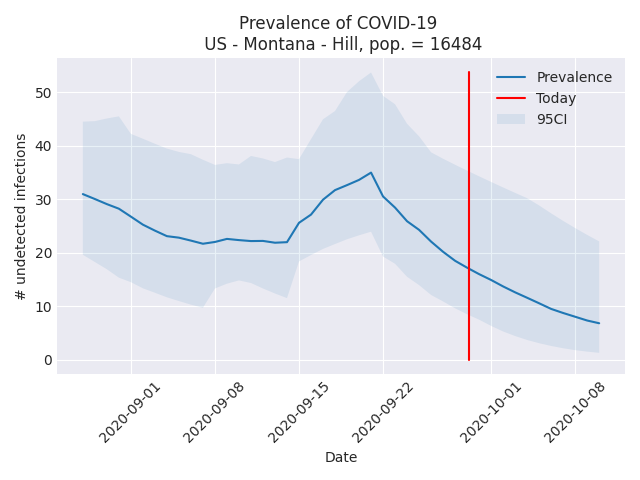 Prevalence of COVID-19
US - Montana - Hill, pop. = 16484
Prevalence
Today
95CI
# undetected infections
50
40
30
20
10
0
2020-09-01
2020-09-08
2020-09-15
2020-09-22
2020-10-01
2020-10-08
Date